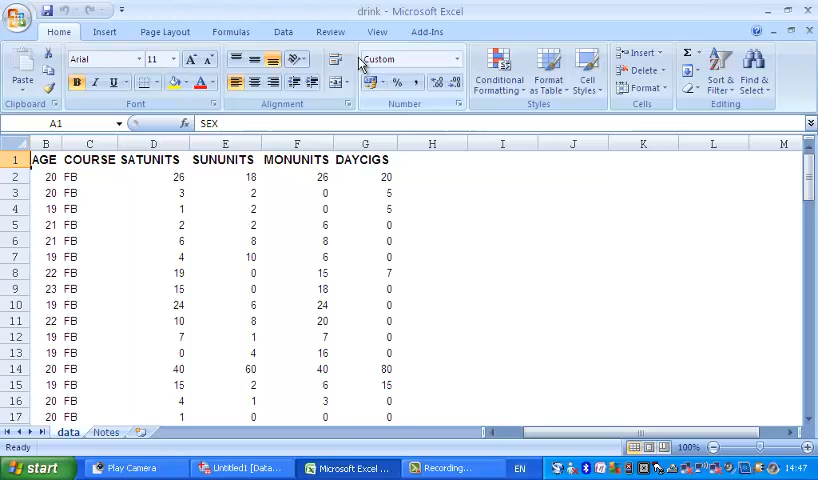 drink - Microsoft Excel
Home Insert Page Layout Formulas Data Review View Add-Ins
Paste
Arial 11
B I U
Custom
Conditional Formatting
Format as Table
Cell Styles
Insert
Delete
Format
Sort & Filter
Find & Select
Clipboard Font Alignment Number Styles Cells Editing
A1 fx SEX
B C D E F G H I J K L M
1 AGE COURSE SATUNITS SUNUNITS MONUNITS DAYCIGS
2 20 FB 26 18 26 20
3 20 FB 3 2 0 5
4 19 FB 1 2 0 5
5 21 FB 2 2 6 0
6 21 FB 6 8 8 0
7 19 FB 4 10 6 0
8 22 FB 19 0 15 7
9 23 FB 15 0 18 0
10 19 FB 24 6 24 0
11 22 FB 10 8 20 0
12 19 FB 7 1 7 0
13 19 FB 0 4 16 0
14 20 FB 40 60 40 80
15 19 FB 15 2 6 15
16 20 FB 4 1 3 0
17 20 FB 1 0 0 0
data Notes
Ready 100%
start Play Camera Untitled1 [Data... Microsoft Excel ... Recording... EN 14:47